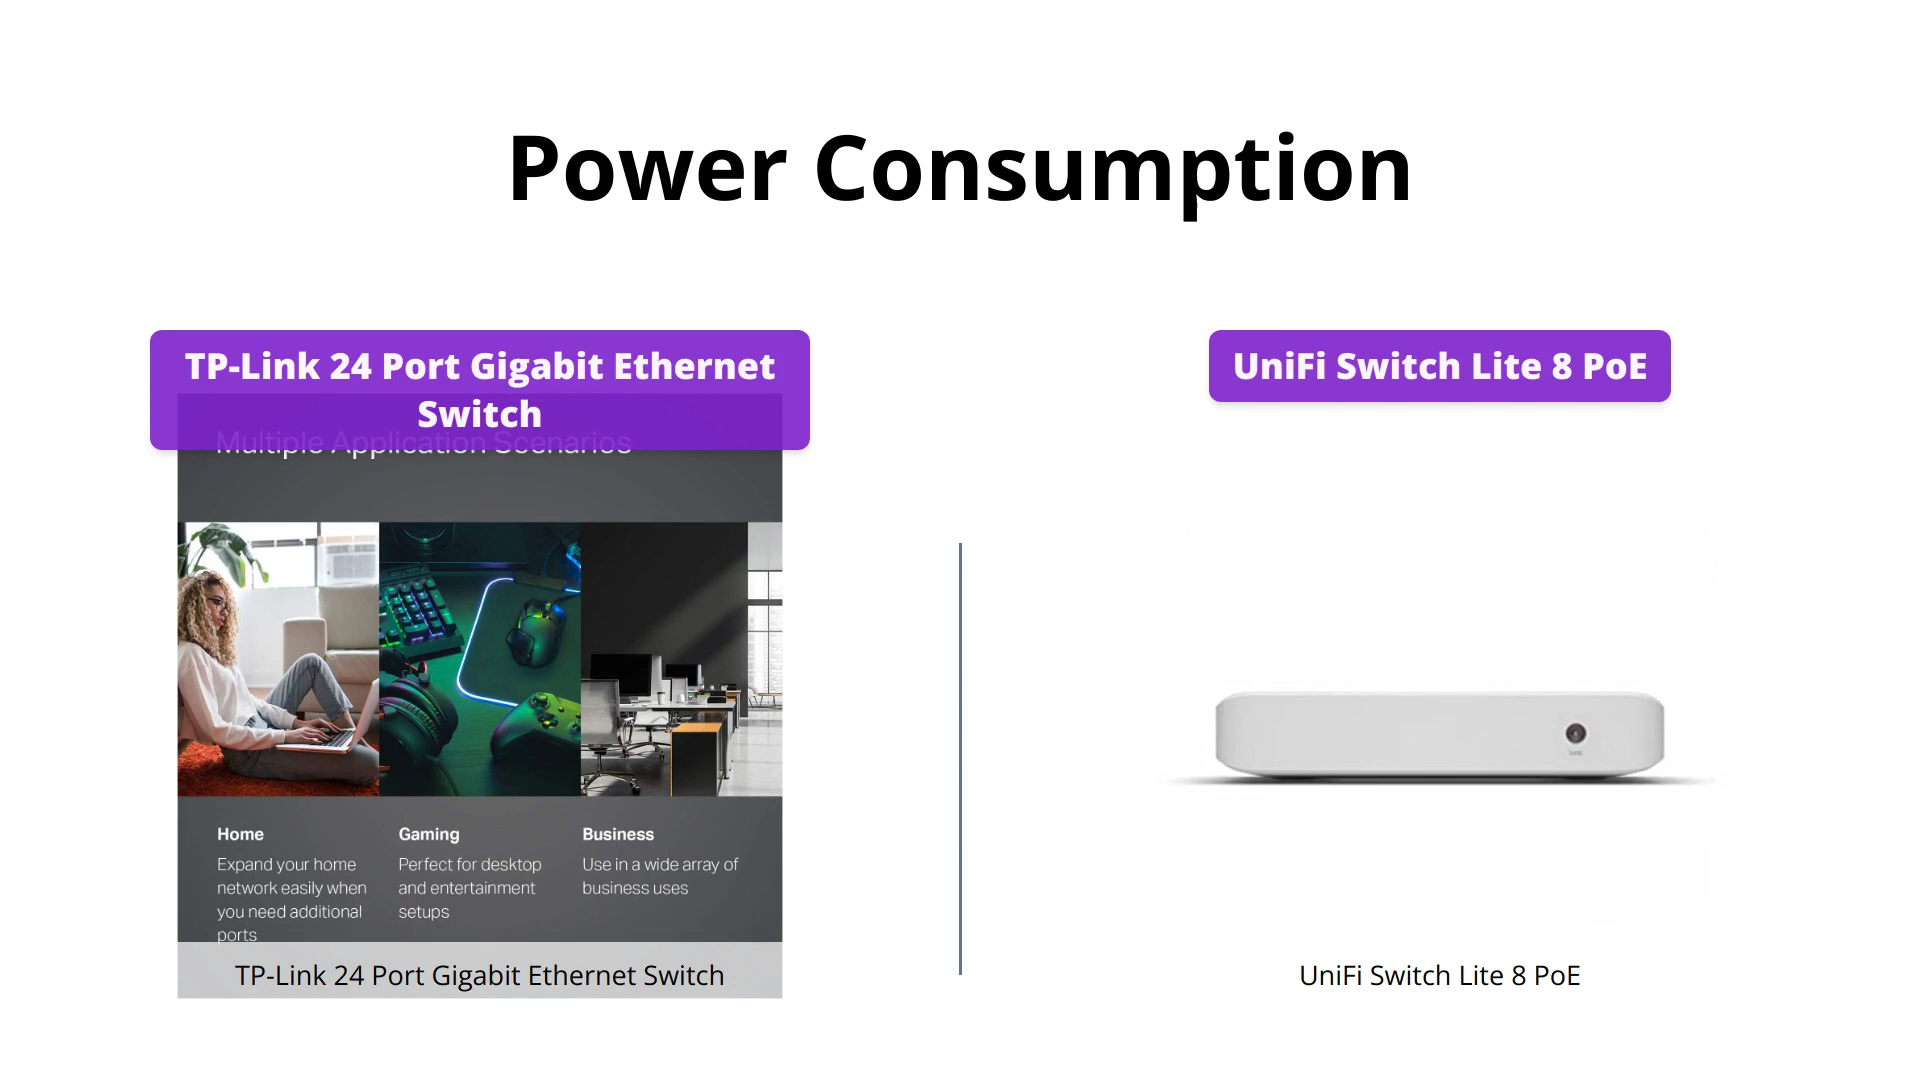 Power Consumption
TP-Link 24 Port Gigabit Ethernet
Switch
Multiple Application Scenarios
Home
Expand your home
network easily when
you need additional
ports
Gaming
Perfect for desktop
and entertainment
setups
Business
Use in a wide array of
business uses
TP-Link 24 Port Gigabit Ethernet Switch
UniFi Switch Lite 8 PoE
UniFi Switch Lite 8 PoE